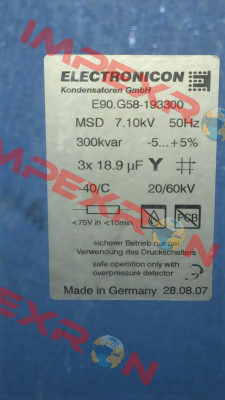 ELECTRONICON
Kondensatoren GmbH
E90.G58-193300
MSD 7.10kV 50Hz
300kvar -5...+5%
3x 18.9 µF Y
-40/C 20/60kV
<75V in <10min
PCB
sicherer Betrieb nur bei
Verwendung des Druckschalters
safe operation only with
overpressure detector
Made in Germany 28.08.07
IMPEXRON
IMPEXRON